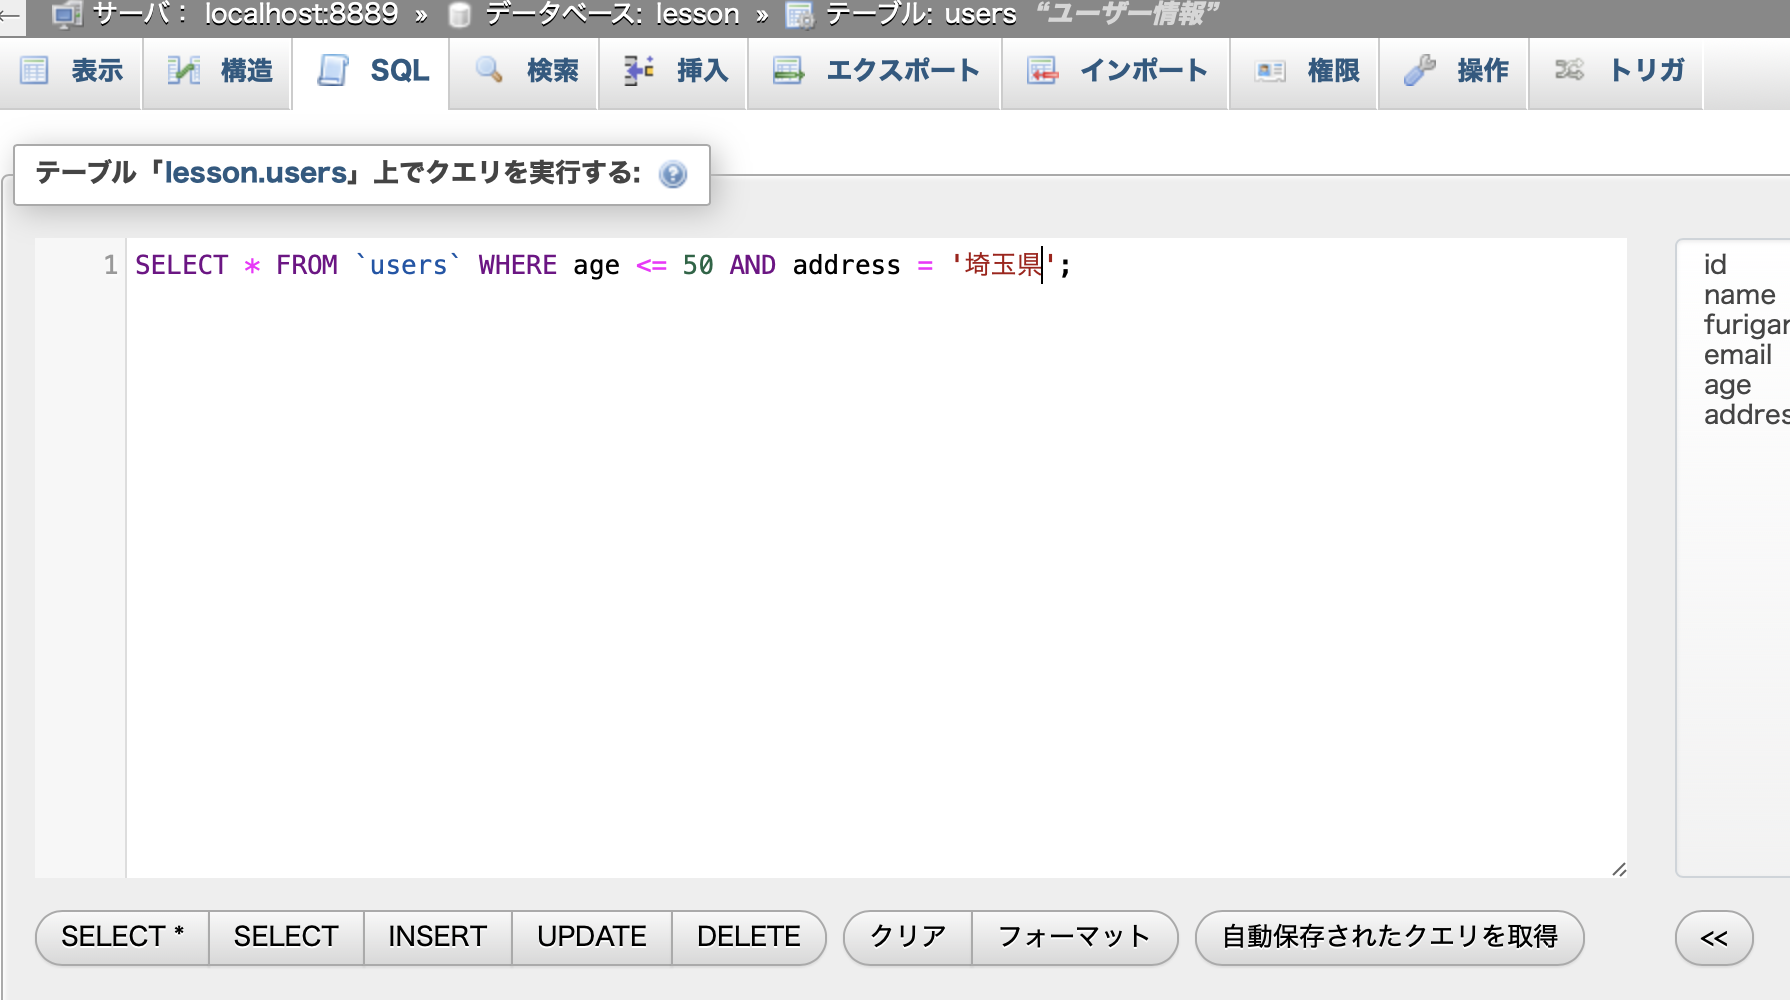 サーバ： localhost:8889 » データベース: lesson » テーブル: users “ユーザー情報”
表示 構造 SQL 検索 挿入 エクスポート インポート 権限 操作 トリガ
テーブル「lesson.users」上でクエリを実行する:
1 SELECT * FROM `users` WHERE age <= 50 AND address = '埼玉県';
id
name
furigan
email
age
addres
SELECT * SELECT INSERT UPDATE DELETE クリア フォーマット 自動保存されたクエリを取得 <<